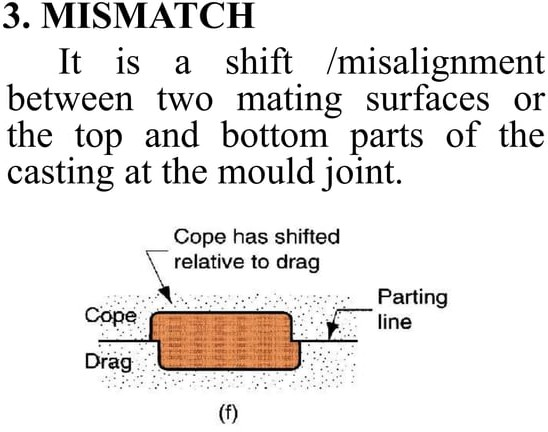 3. MISMATCH
It is a shift /misalignment
between two mating surfaces or
the top and bottom parts of the
casting at the mould joint.
Cope has shifted
relative to drag
Parting
line
Cope
Drag
(f)